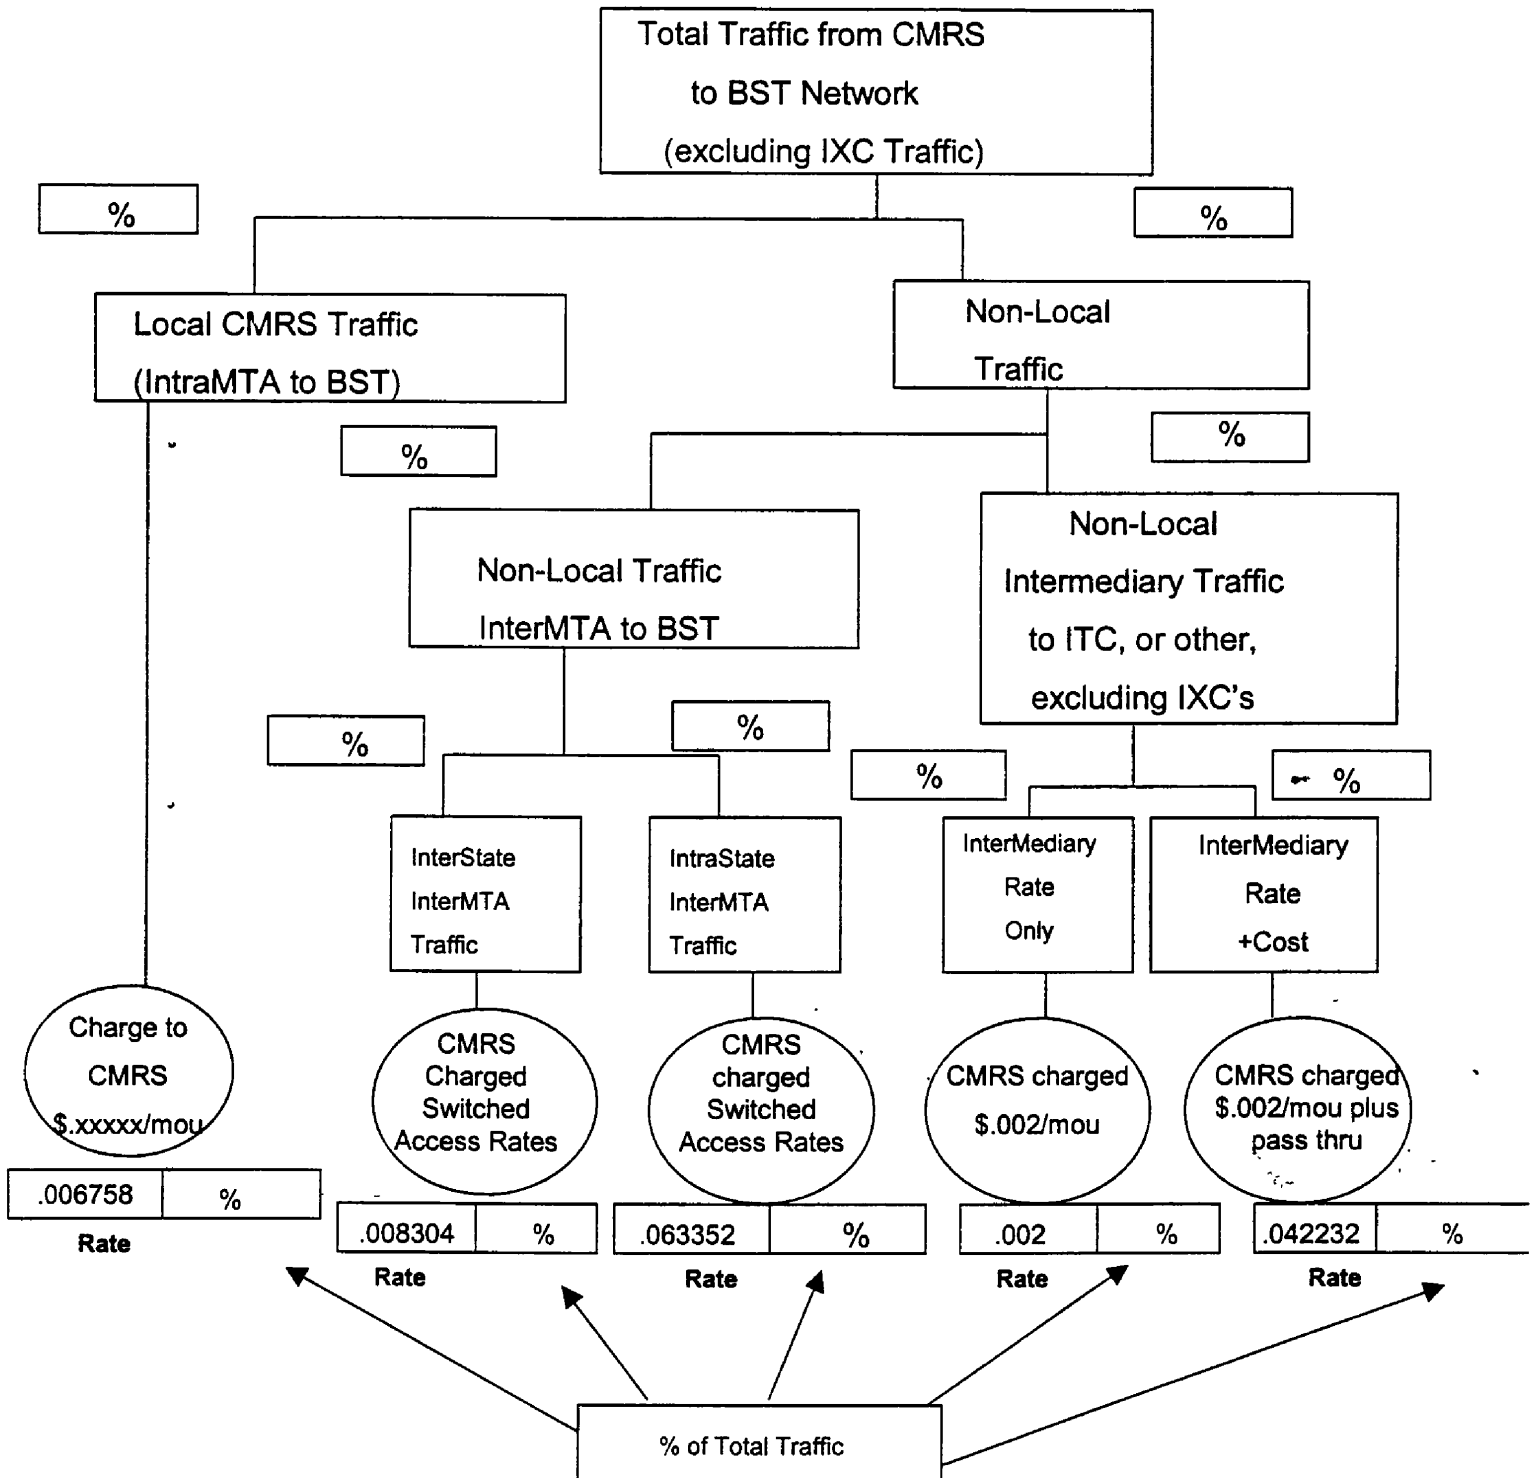 Total Traffic from CMRS
to BST Network
(excluding IXC Traffic)
%
%
Local CMRS Traffic
(IntraMTA to BST)
Non-Local
Traffic
%
%
Non-Local Traffic
InterMTA to BST
Non-Local
Intermediary Traffic
to ITC, or other,
excluding IXC's
%
%
%
%
InterState
InterMTA
Traffic
IntraState
InterMTA
Traffic
InterMediary
Rate
Only
InterMediary
Rate
+Cost
Charge to
CMRS
$.xxxxx/mou
CMRS
Charged
Switched
Access Rates
CMRS
charged
Switched
Access Rates
CMRS charged
$.002/mou
CMRS charged
$.002/mou plus
pass thru
.006758 %
Rate
.008304 %
Rate
.063352 %
Rate
.002 %
Rate
.042232 %
Rate
% of Total Traffic